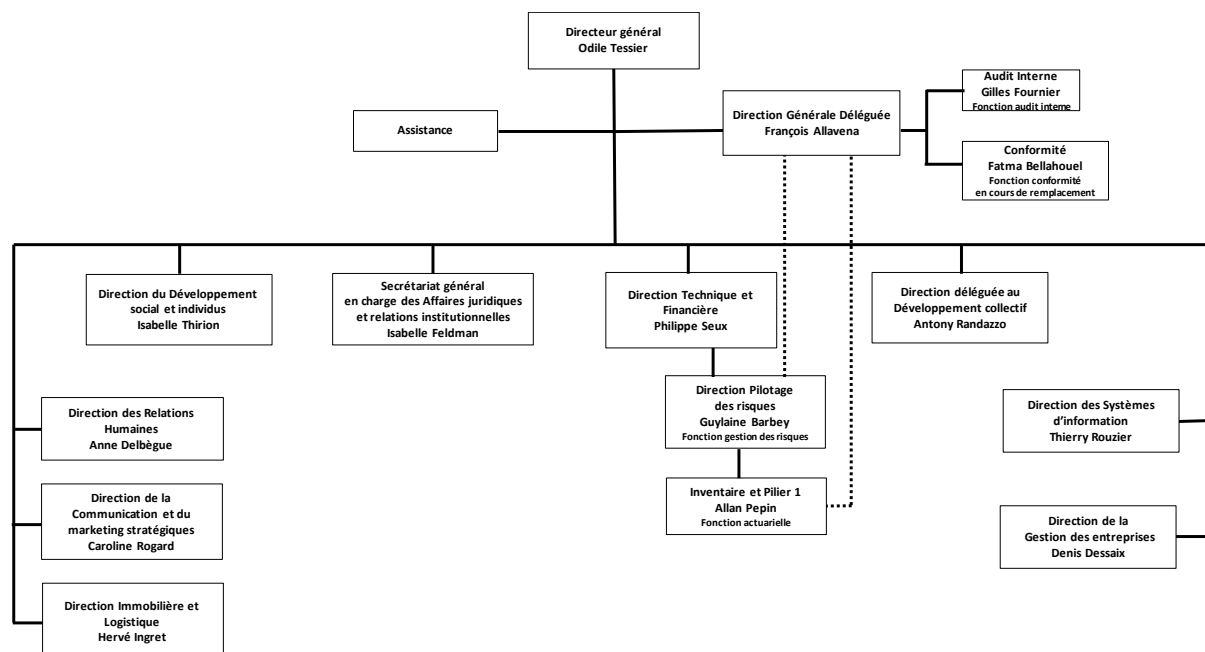 Directeur général
Odile Tessier
Audit Interne
Gilles Fournier
Fonction audit interne
Direction Générale Déléguée
François Allavena
Assistance
Conformité
Fatma Bellahouel
Fonction conformité
en cours de remplacement
Direction du Développement
social et individus
Isabelle Thirion
Secrétariat général
en charge des Affaires juridiques
et relations institutionnelles
Isabelle Feldman
Direction Technique et
Financière
Philippe Seux
Direction déléguée au
Développement collectif
Antony Randazzo
Direction des Relations
Humaines
Anne Delbègue
Direction Pilotage
des risques
Guylaine Barbey
Fonction gestion des risques
Direction des Systèmes
d’information
Thierry Rouzier
Direction de la
Communication et du
marketing stratégiques
Caroline Rogard
Inventaire et Pilier 1
Allan Pepin
Fonction actuarielle
Direction de la
Gestion des entreprises
Denis Dessaix
Direction Immobilière et
Logistique
Hervé Ingret